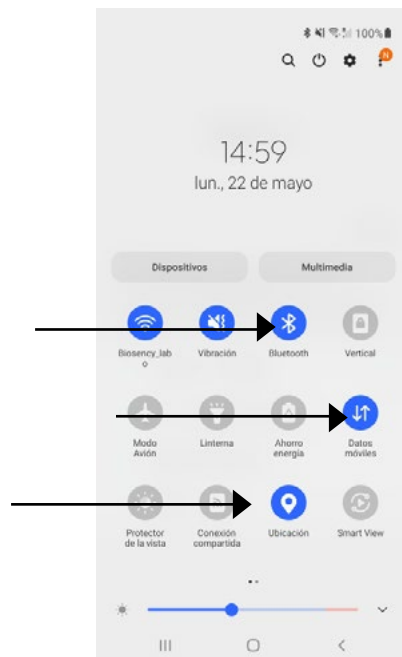 100%
N
14:59
lun., 22 de mayo
Dispositivos
Multimedia
Biosency_lab
o
Vibración
Bluetooth
Vertical
Modo
Avión
Linterna
Ahorro
energía
Datos
móviles
Protector
de la vista
Conexión
compartida
Ubicación
Smart View